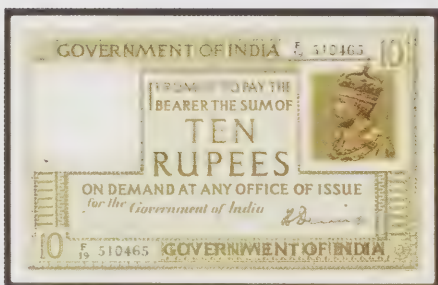 GOVERNMENT OF INDIA F/19 510465 10
I PROMISE TO PAY THE
BEARER THE SUM OF
TEN
RUPEES
ON DEMAND AT ANY OFFICE OF ISSUE
for the Government of India
10 F/19 510465 GOVERNMENT OF INDIA